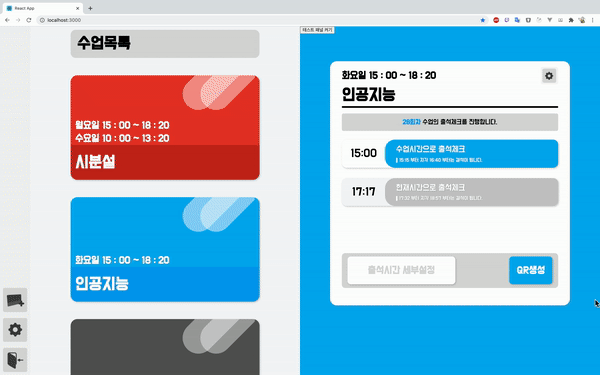 React App
localhost:3000
수업목록
월요일 15 : 00 ~ 18 : 20
수요일 10 : 00 ~ 13 : 20
시분설
화요일 15 : 00 ~ 18 : 20
인공지능
테스트 패널 켜기
화요일 15 : 00 ~ 18 : 20
인공지능
26회차 수업의 출석체크를 진행합니다.
15:00
수업시간으로 출석체크
15:15 부터 지각 16:40 부터는 결석이 됩니다.
17:17
현재시간으로 출석체크
17:32 부터 지각 18:57 부터는 결석이 됩니다.
출석시간 세부설정
QR생성